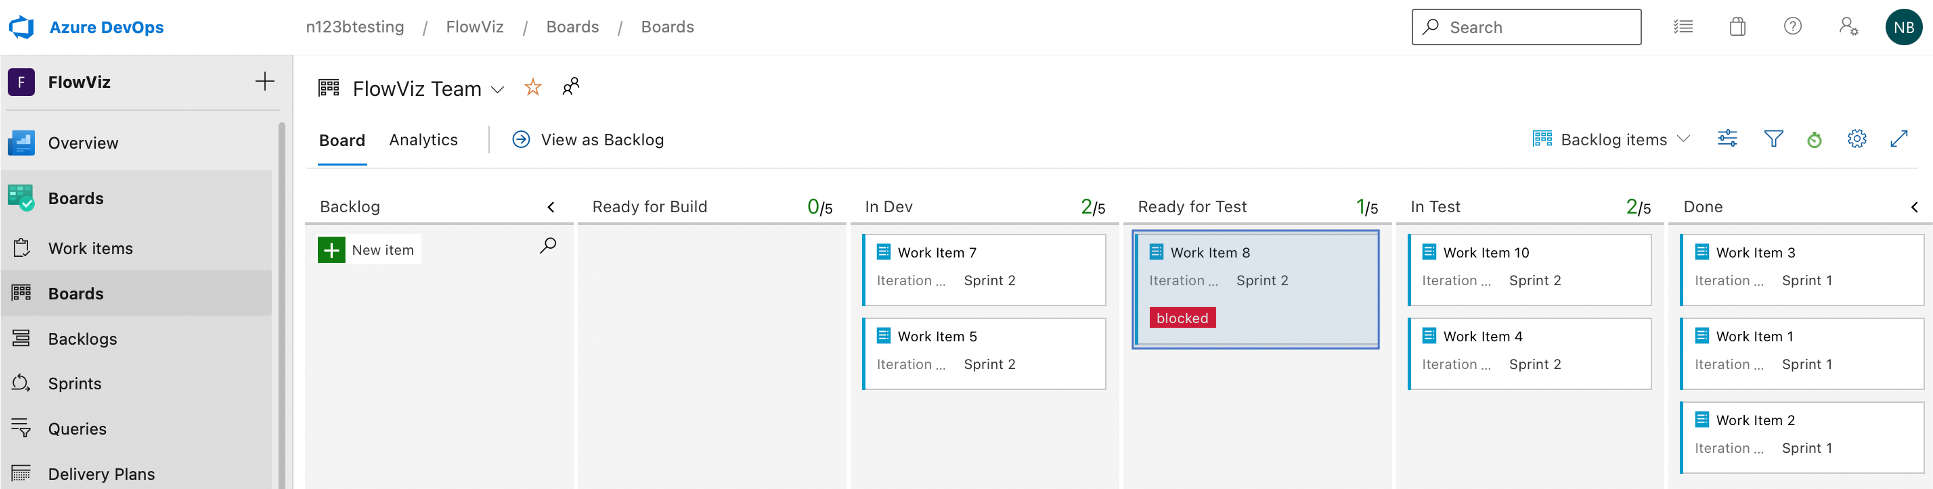 Azure DevOps
n123btesting / FlowViz / Boards / Boards
Search
NB
F FlowViz
Overview
Boards
Work items
Boards
Backlogs
Sprints
Queries
Delivery Plans
FlowViz Team
Board Analytics View as Backlog
Backlog items
Backlog
New item
Ready for Build 0/5
In Dev 2/5
Work Item 7
Iteration ... Sprint 2
Work Item 5
Iteration ... Sprint 2
Ready for Test 1/5
Work Item 8
Iteration ... Sprint 2
blocked
In Test 2/5
Work Item 10
Iteration ... Sprint 2
Work Item 4
Iteration ... Sprint 2
Done
Work Item 3
Iteration ... Sprint 1
Work Item 1
Iteration ... Sprint 1
Work Item 2
Iteration ... Sprint 1